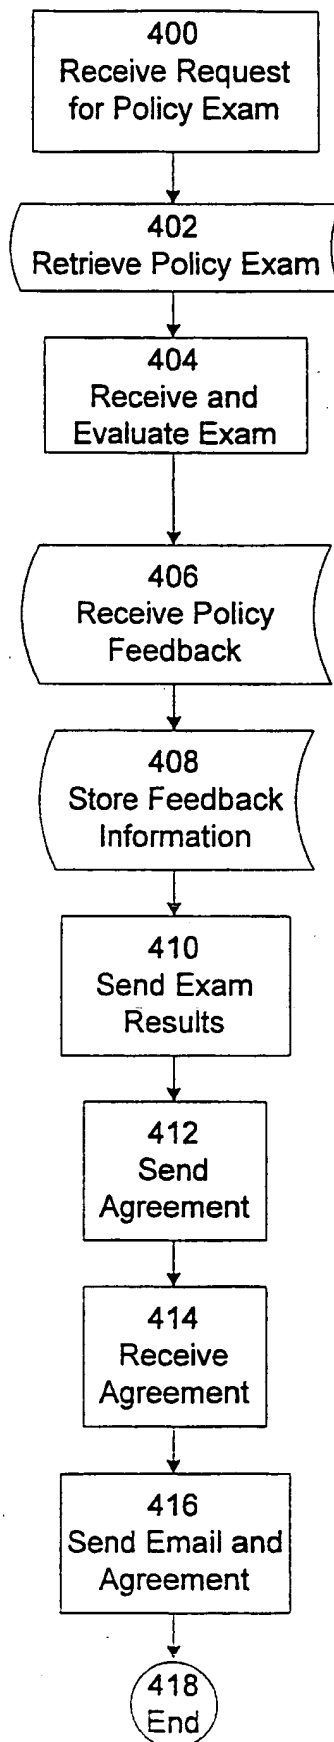 400
Receive Request
for Policy Exam
402
Retrieve Policy Exam
404
Receive and
Evaluate Exam
406
Receive Policy
Feedback
408
Store Feedback
Information
410
Send Exam
Results
412
Send
Agreement
414
Receive
Agreement
416
Send Email and
Agreement
418
End